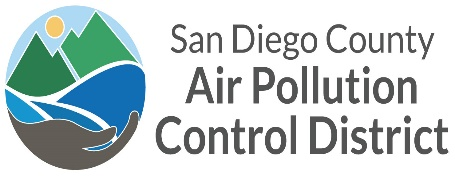 San Diego County
Air Pollution
Control District